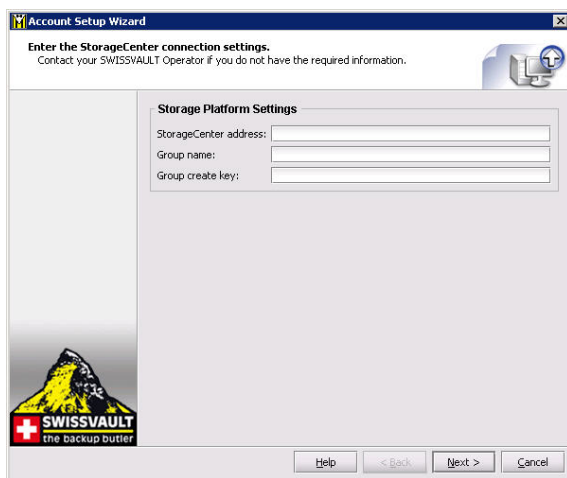 Account Setup Wizard
Enter the StorageCenter connection settings.
Contact your SWISSVAULT Operator if you do not have the required information.
Storage Platform Settings
StorageCenter address:
Group name:
Group create key:
SWISSVAULT
the backup butler
Help
< Back
Next >
Cancel